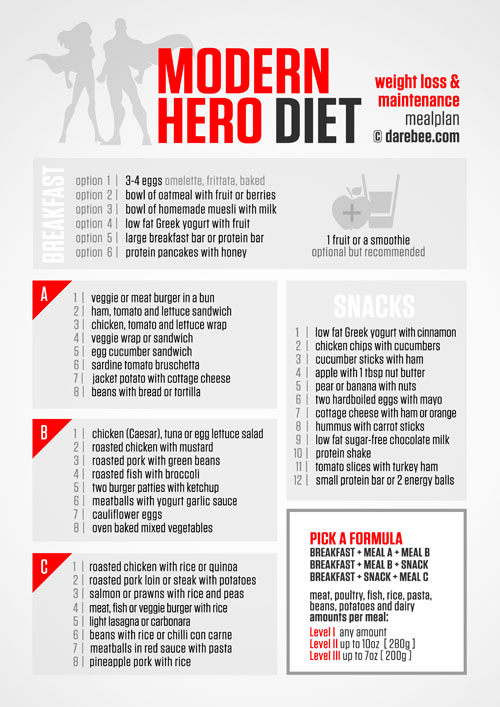 MODERN
HERO DIET
weight loss &
maintenance
mealplan
© darebee.com
BREAKFAST
option 1 | 3-4 eggs omelette, frittata, baked
option 2 | bowl of oatmeal with fruit or berries
option 3 | bowl of homemade muesli with milk
option 4 | low fat Greek yogurt with fruit
option 5 | large breakfast bar or protein bar
option 6 | protein pancakes with honey
1 fruit or a smoothie
optional but recommended
A
1 | veggie or meat burger in a bun
2 | ham, tomato and lettuce sandwich
3 | chicken, tomato and lettuce wrap
4 | veggie wrap or sandwich
5 | egg cucumber sandwich
6 | sardine tomato bruschetta
7 | jacket potato with cottage cheese
8 | beans with bread or tortilla
B
1 | chicken (Caesar), tuna or egg lettuce salad
2 | roasted chicken with mustard
3 | roasted pork with green beans
4 | roasted fish with broccoli
5 | two burger patties with ketchup
6 | meatballs with yogurt garlic sauce
7 | cauliflower eggs
8 | oven baked mixed vegetables
C
1 | roasted chicken with rice or quinoa
2 | roasted pork loin or steak with potatoes
3 | salmon or prawns with rice and peas
4 | meat, fish or veggie burger with rice
5 | light lasagna or carbonara
6 | beans with rice or chilli con carne
7 | meatballs in red sauce with pasta
8 | pineapple pork with rice
SNACKS
1 | low fat Greek yogurt with cinnamon
2 | chicken chips with cucumbers
3 | cucumber sticks with ham
4 | apple with 1 tbsp nut butter
5 | pear or banana with nuts
6 | two hardboiled eggs with mayo
7 | cottage cheese with ham or orange
8 | hummus with carrot sticks
9 | low fat sugar-free chocolate milk
10 | protein shake
11 | tomato slices with turkey ham
12 | small protein bar or 2 energy balls
PICK A FORMULA
BREAKFAST + MEAL A + MEAL B
BREAKFAST + MEAL B + SNACK
BREAKFAST + SNACK + MEAL C
meat, poultry, fish, rice, pasta,
beans, potatoes and dairy
amounts per meal:
Level I any amount
Level II up to 10oz [ 280g ]
Level III up to 7oz [ 200g ]